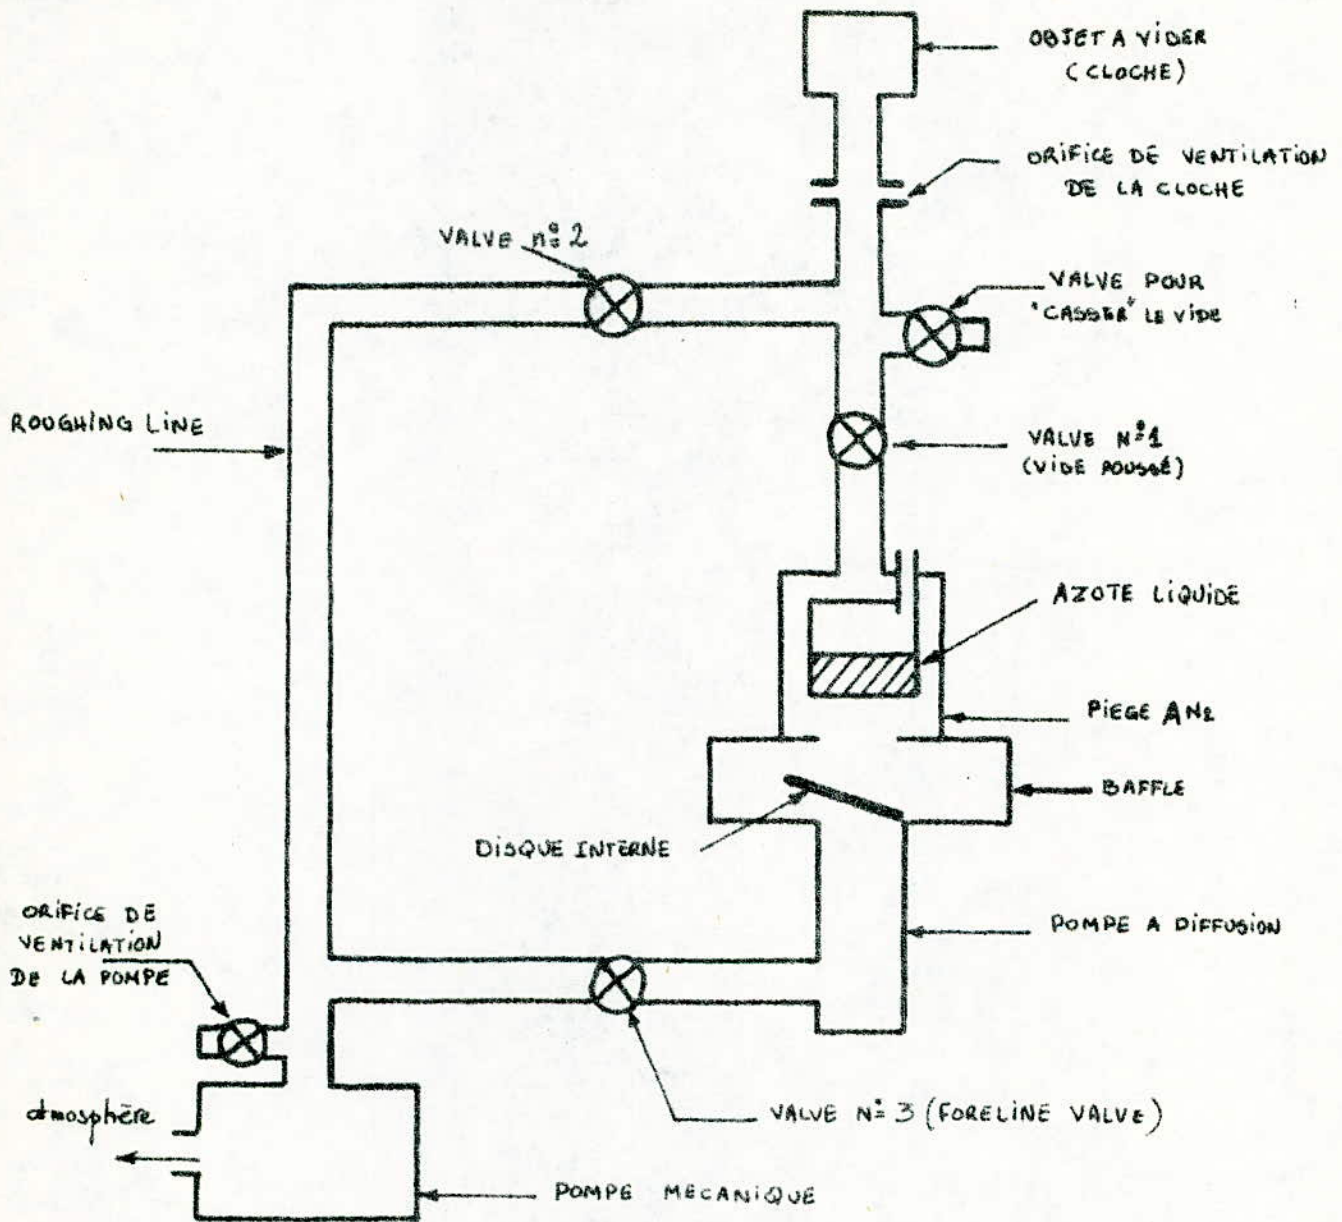 OBJET A VIDER
(CLOCHE)
ORIFICE DE VENTILATION
DE LA CLOCHE
VALVE n° 2
VALVE POUR
"CASSER" LE VIDE
ROUGHING LINE
VALVE N° 1
(VIDE POUSSÉ)
AZOTE LIQUIDE
PIEGE A N2
BAFFLE
DISQUE INTERNE
ORIFICE DE
VENTILATION
DE LA POMPE
POMPE A DIFFUSION
atmosphère
VALVE N° 3 (FORELINE VALVE)
POMPE MECANIQUE